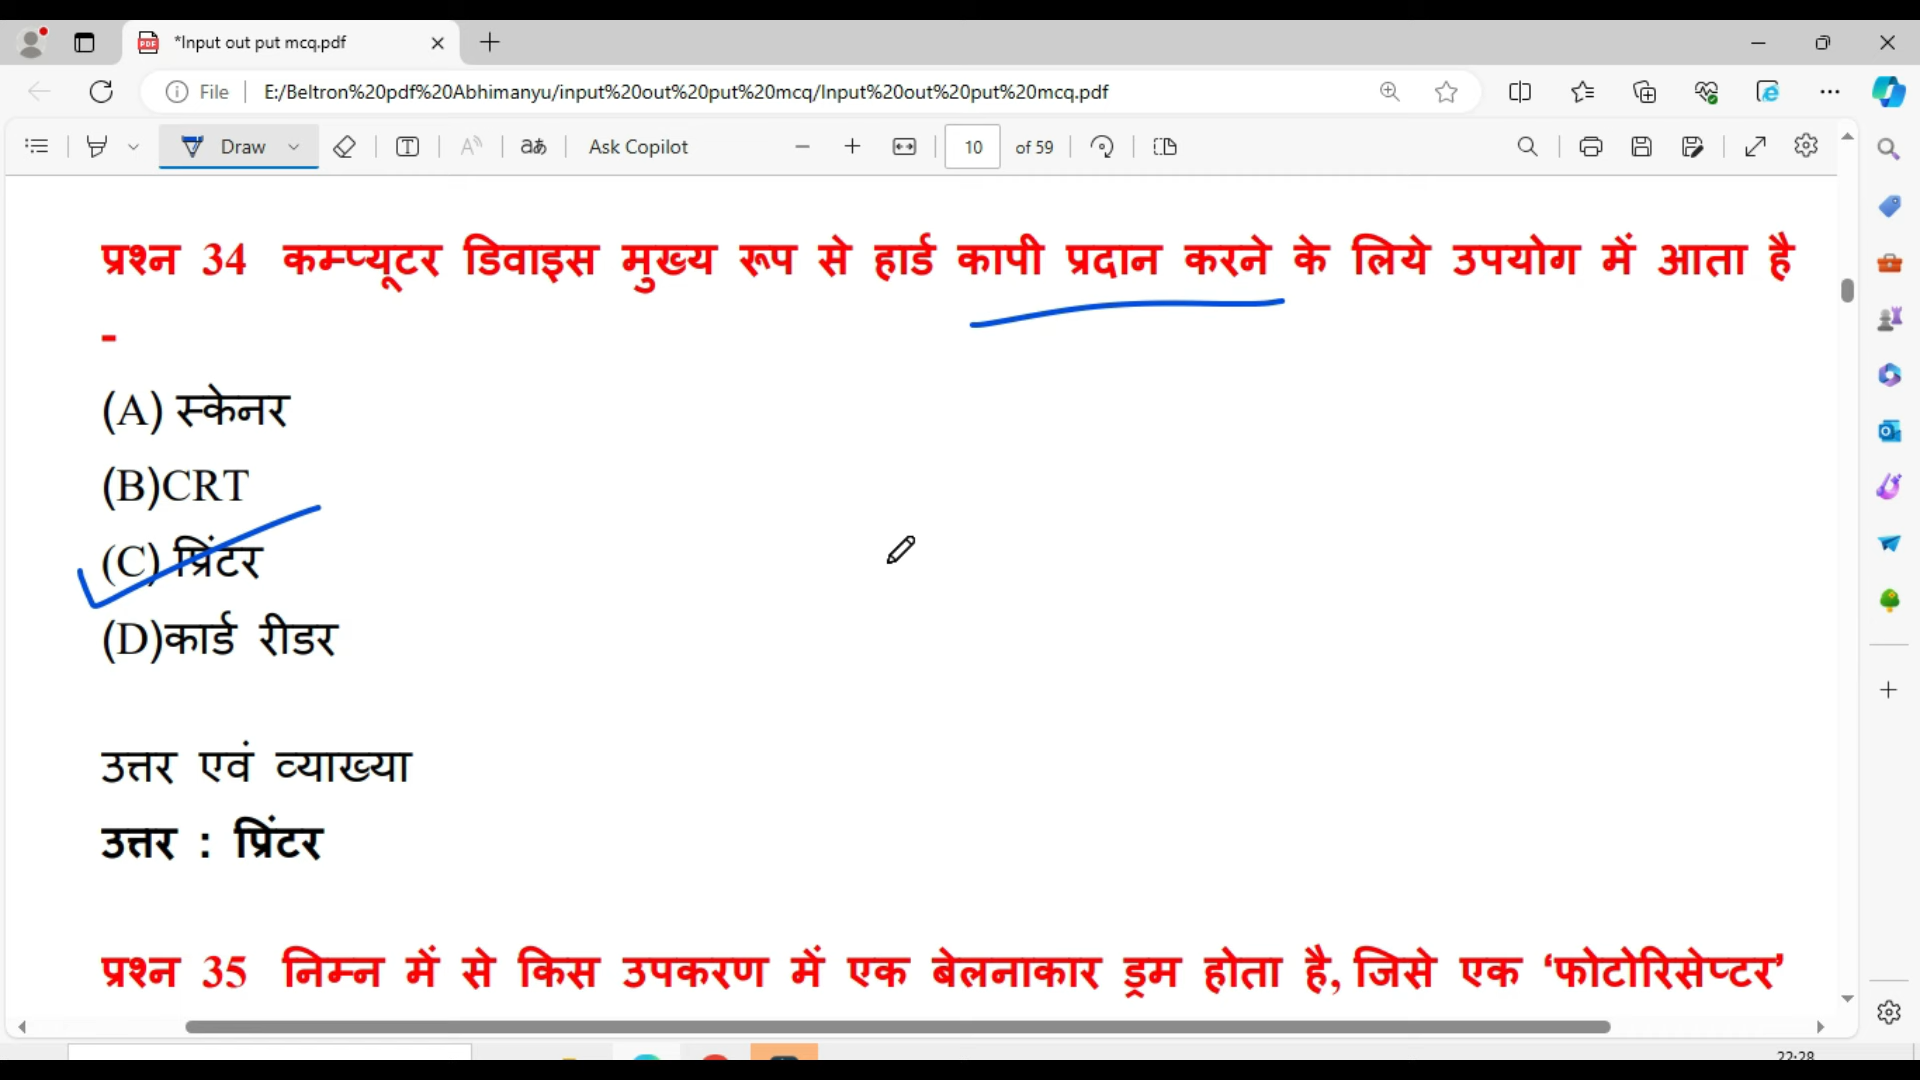 *Input out put mcq.pdf
File E:/Beltron%20pdf%20Abhimanyu/input%20out%20put%20mcq/Input%20out%20put%20mcq.pdf
Draw Ask Copilot 10 of 59
प्रश्न 34 कम्प्यूटर डिवाइस मुख्य रूप से हार्ड कापी प्रदान करने के लिये उपयोग में आता है
-
(A) स्केनर
(B)CRT
(C) प्रिंटर
(D)कार्ड रीडर
उत्तर एवं व्याख्या
उत्तर : प्रिंटर
प्रश्न 35 निम्न में से किस उपकरण में एक बेलनाकार ड्रम होता है, जिसे एक ‘फोटोरिसेप्टर’
22:28